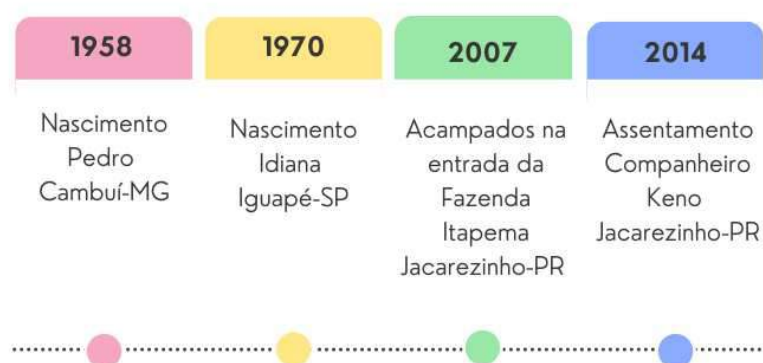 1958
Nascimento
Pedro
Cambuí-MG
1970
Nascimento
Idiana
Iguapé-SP
2007
Acampados na
entrada da
Fazenda
Itapema
Jacarezinho-PR
2014
Assentamento
Companheiro
Keno
Jacarezinho-PR